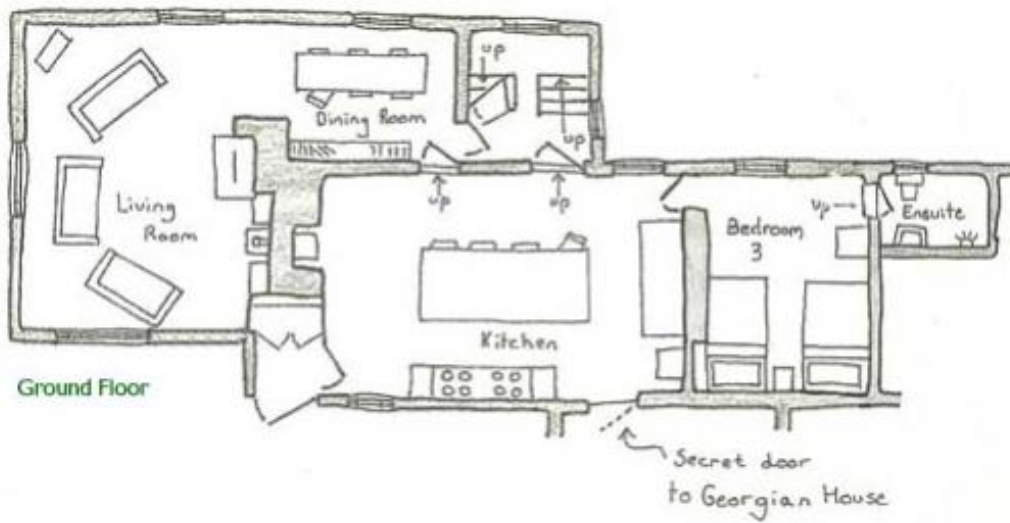 up
up
Dining Room
up
up
Living
Room
Bedroom
3
up
Ensuite
Kitchen
Ground Floor
Secret door
to Georgian House